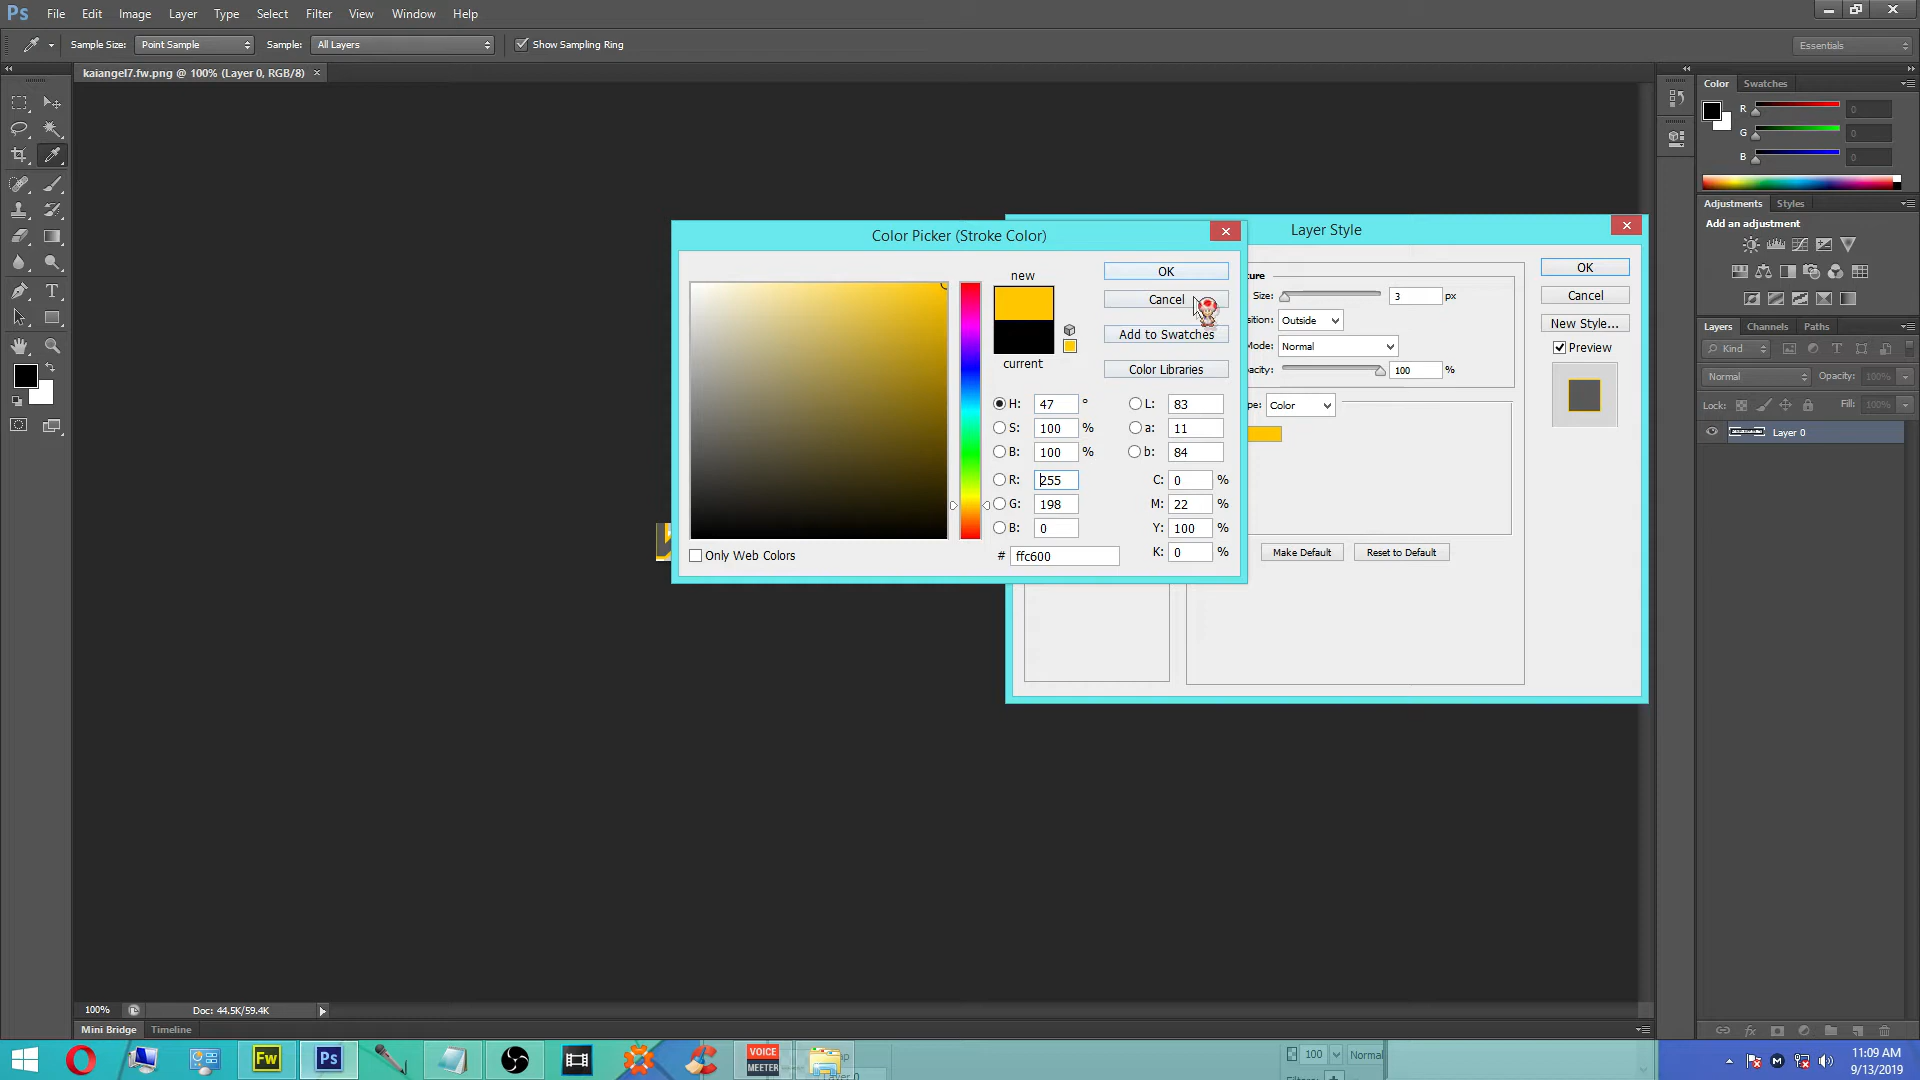 Ps File Edit Image Layer Type Select Filter View Window Help
Sample Size: Point Sample Sample: All Layers Show Sampling Ring Essentials
kaiangel7.fw.png @ 100% (Layer 0, RGB/8) ×
Color Swatches
R 0
G 0
B 0
Adjustments Styles
Add an adjustment
Layers Channels Paths
Kind
Normal Opacity: 100%
Lock: Fill: 100%
Layer 0
Color Picker (Stroke Color)
new
current
OK
Cancel
Add to Swatches
Color Libraries
H: 47 °
S: 100 %
B: 100 %
R: 255
G: 198
B: 0
# ffc600
L: 83
a: 11
b: 84
C: 0 %
M: 22 %
Y: 100 %
K: 0 %
Only Web Colors
Layer Style
ture
Size: 3 px
sition: Outside
Mode: Normal
acity: 100 %
pe: Color
Make Default Reset to Default
OK
Cancel
New Style...
Preview
100% Doc: 44.5K/59.4K
Mini Bridge Timeline
Fw Ps VOICE MEETER
100 Normal
11:09 AM
9/13/2019